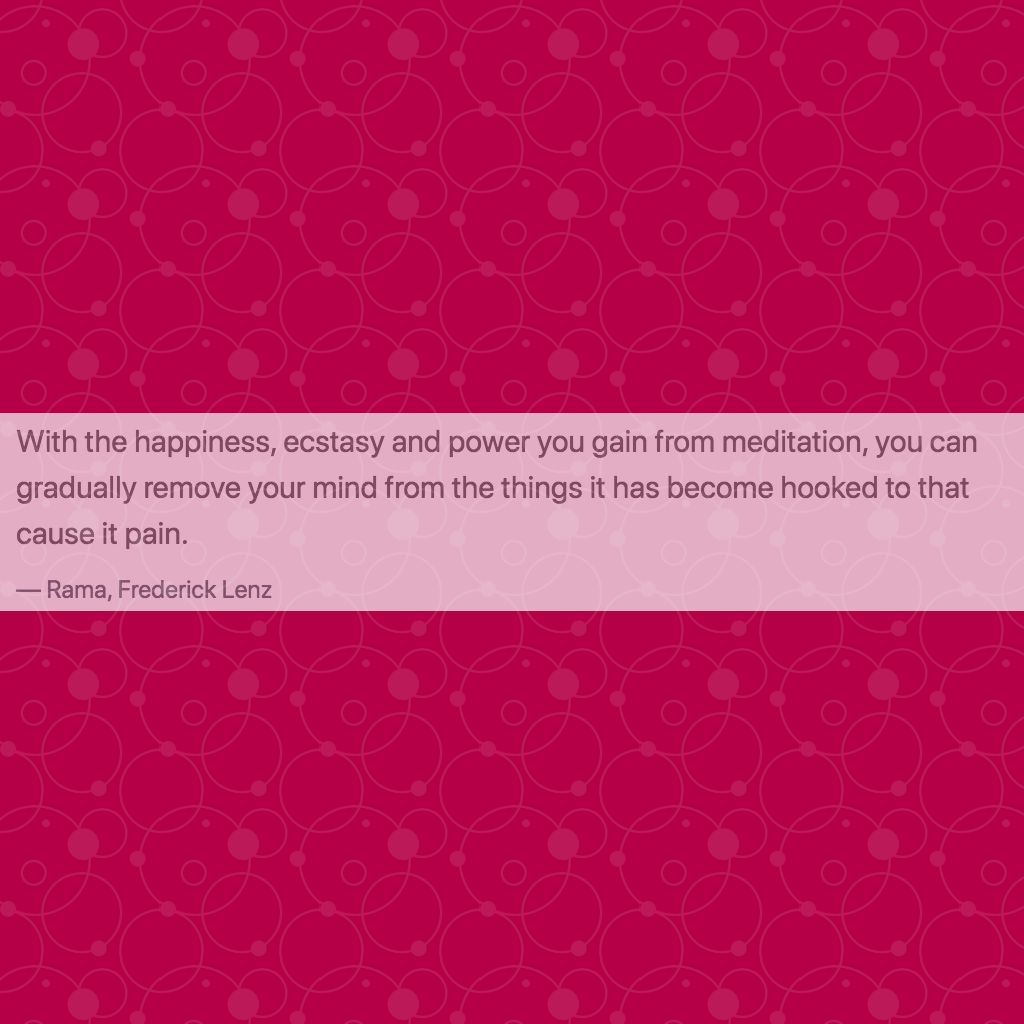 With the happiness, ecstasy and power you gain from meditation, you can
gradually remove your mind from the things it has become hooked to that
cause it pain.
— Rama, Frederick Lenz